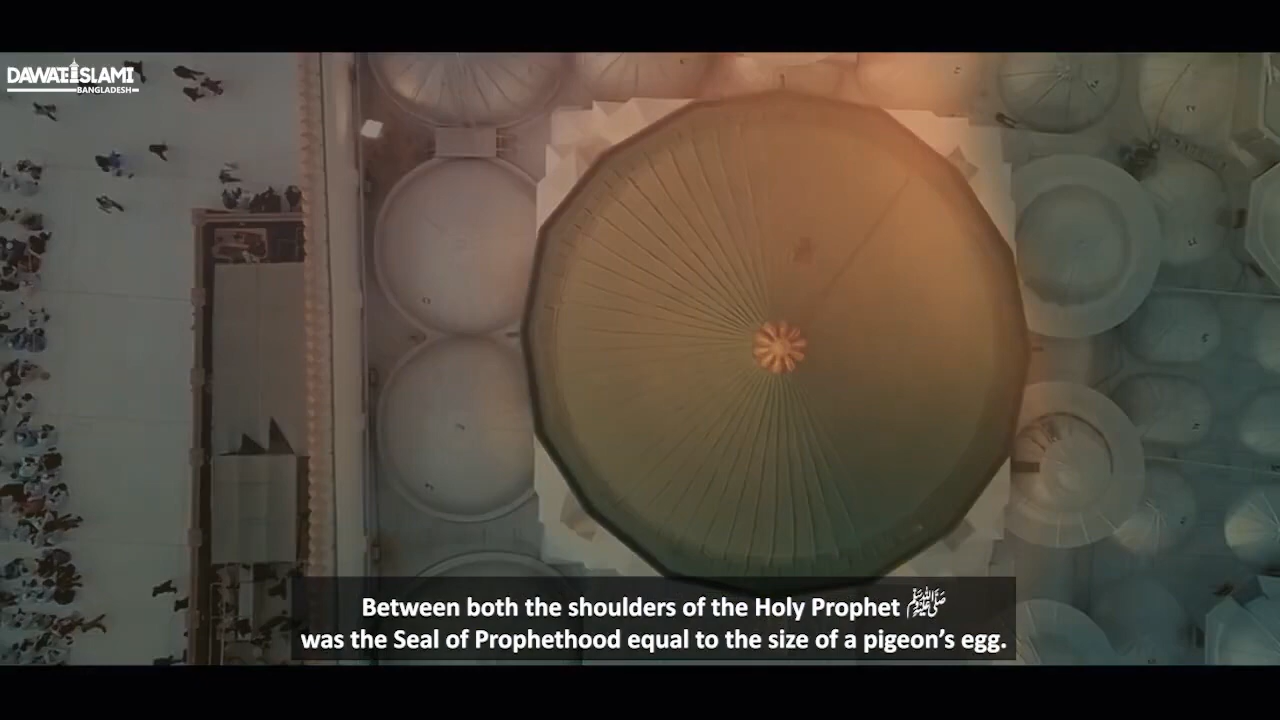 DAWATEISLAMI
BANGLADESH
Between both the shoulders of the Holy Prophet ﷺ
was the Seal of Prophethood equal to the size of a pigeon’s egg.